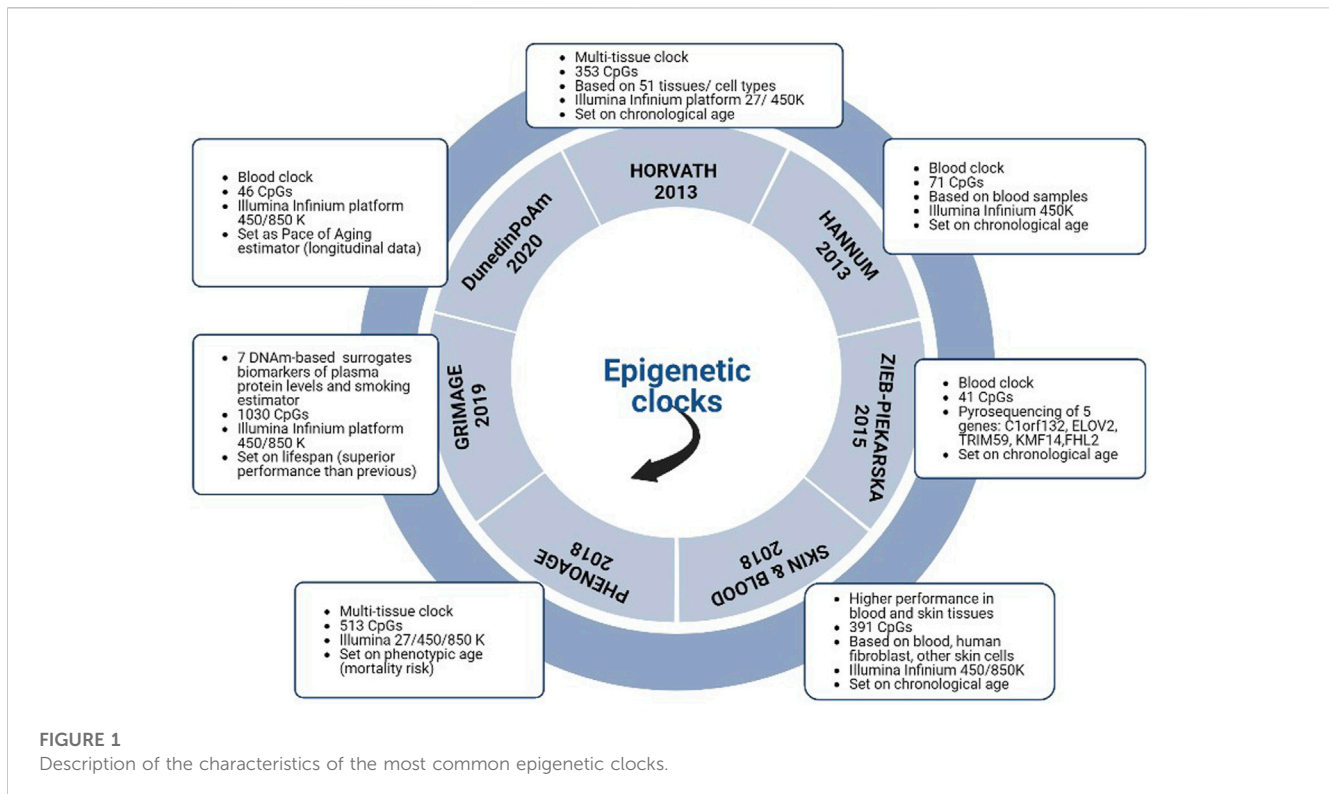 • Multi-tissue clock
• 353 CpGs
• Based on 51 tissues/ cell types
• Illumina Infinium platform 27/ 450K
• Set on chronological age
HORVATH
2013
• Blood clock
• 71 CpGs
• Based on blood samples
• Illumina Infinium 450K
• Set on chronological age
HANNUM
2013
• Blood clock
• 41 CpGs
• Pyrosequencing of 5
genes: C1orf132, ELOV2,
TRIM59, KMF14,FHL2
• Set on chronological age
ZIEB-PIEKARSKA
2015
• Higher performance in
blood and skin tissues
• 391 CpGs
• Based on blood, human
fibroblast, other skin cells
• Illumina Infinium 450/850K
• Set on chronological age
SKIN & BLOOD
2018
• Multi-tissue clock
• 513 CpGs
• Illumina 27/450/850 K
• Set on phenotypic age
(mortality risk)
PHENOAGE
2018
• 7 DNAm-based surrogates
biomarkers of plasma
protein levels and smoking
estimator
• 1030 CpGs
• Illumina Infinium platform
450/850 K
• Set on lifespan (superior
performance than previous)
GRIMAGE
2019
• Blood clock
• 46 CpGs
• Illumina Infinium platform
450/850 K
• Set as Pace of Aging
estimator (longitudinal data)
DunedinPoAm
2020
Epigenetic
clocks
FIGURE 1
Description of the characteristics of the most common epigenetic clocks.